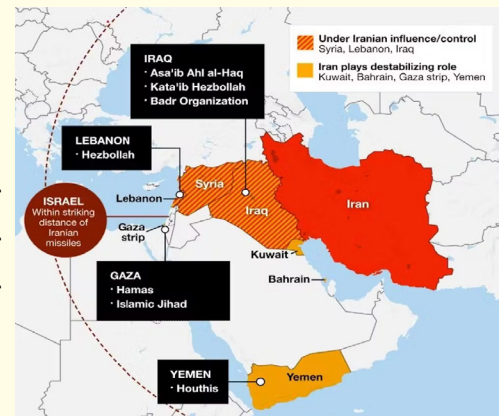 Under Iranian influence/control
Syria, Lebanon, Iraq
Iran plays destabilizing role
Kuwait, Bahrain, Gaza strip, Yemen
IRAQ
· Asa'ib Ahl al-Haq
· Kata'ib Hezbollah
· Badr Organization
LEBANON
· Hezbollah
Syria
Lebanon
Iraq
Iran
ISRAEL
Within striking
distance of
Iranian
missiles
Gaza
strip
Kuwait
Bahrain
GAZA
· Hamas
· Islamic Jihad
YEMEN
· Houthis
Yemen